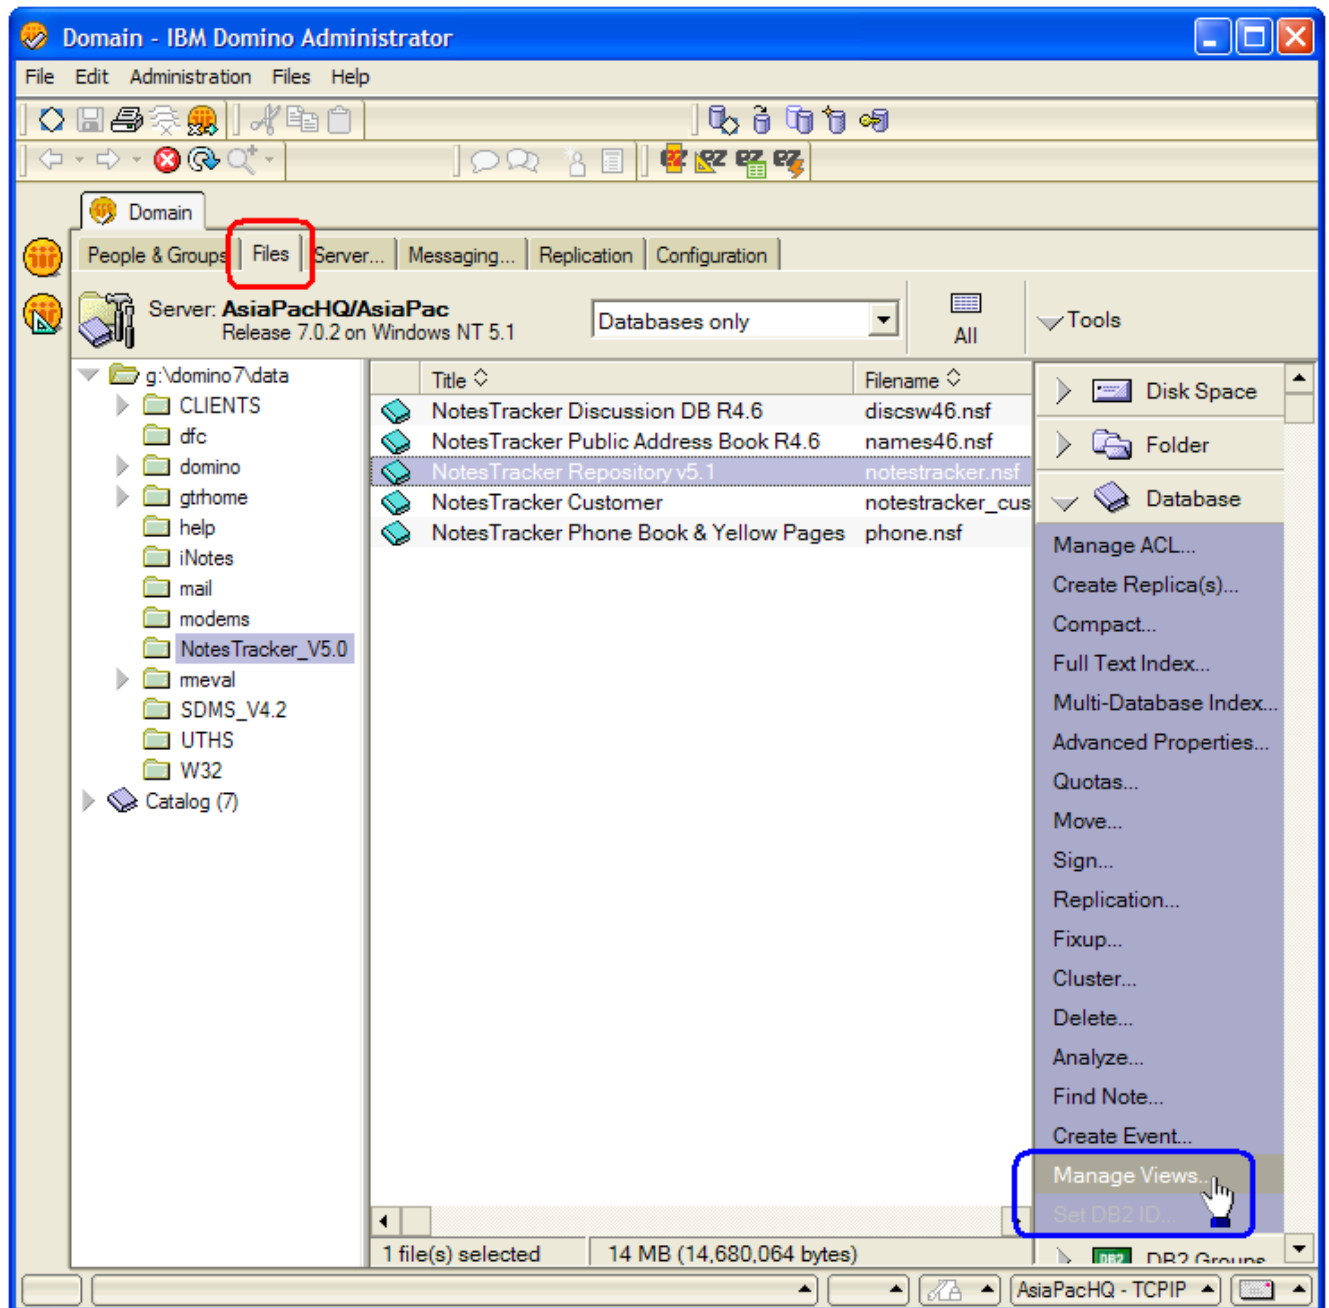 Domain - IBM Domino Administrator
File Edit Administration Files Help
Domain
People & Groups Files Server... Messaging... Replication Configuration
Server: AsiaPacHQ/AsiaPac
Release 7.0.2 on Windows NT 5.1
Databases only
All
Tools
g:\domino7\data
CLIENTS
dfc
domino
gtrhome
help
iNotes
mail
modems
NotesTracker_V5.0
meval
SDMS_V4.2
UTHS
W32
Catalog (7)
Title Filename
NotesTracker Discussion DB R4.6 discsw46.nsf
NotesTracker Public Address Book R4.6 names46.nsf
NotesTracker Repository v5.1 notestracker.nsf
NotesTracker Customer notestracker_cus
NotesTracker Phone Book & Yellow Pages phone.nsf
Disk Space
Folder
Database
Manage ACL...
Create Replica(s)...
Compact...
Full Text Index...
Multi-Database Index...
Advanced Properties...
Quotas...
Move...
Sign...
Replication...
Fixup...
Cluster...
Delete...
Analyze...
Find Note...
Create Event...
Manage Views...
Set DB2 ID...
DB2 DB2 Groups
1 file(s) selected 14 MB (14,680,064 bytes)
AsiaPacHQ - TCPIP